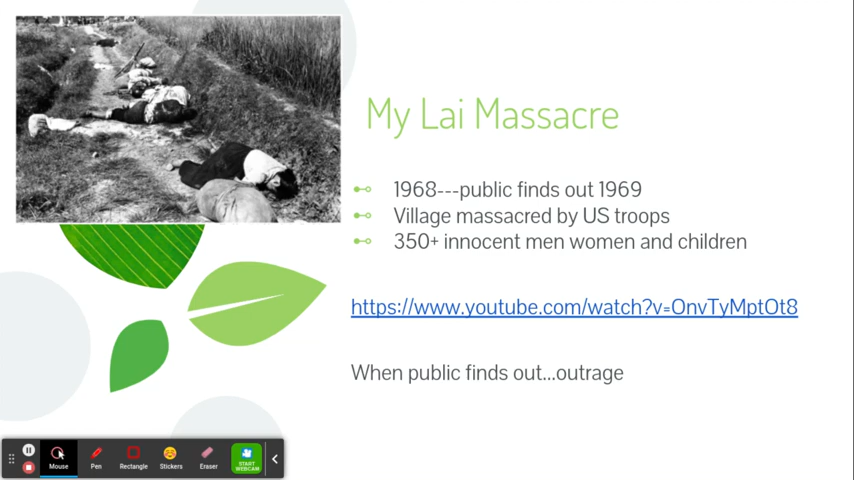 My Lai Massacre
1968---public finds out 1969
Village massacred by US troops
350+ innocent men women and children
https://www.youtube.com/watch?v=OnvTyMptOt8
When public finds out...outrage
Mouse
Pen
Rectangle
Stickers
Eraser
START
WEBCAM